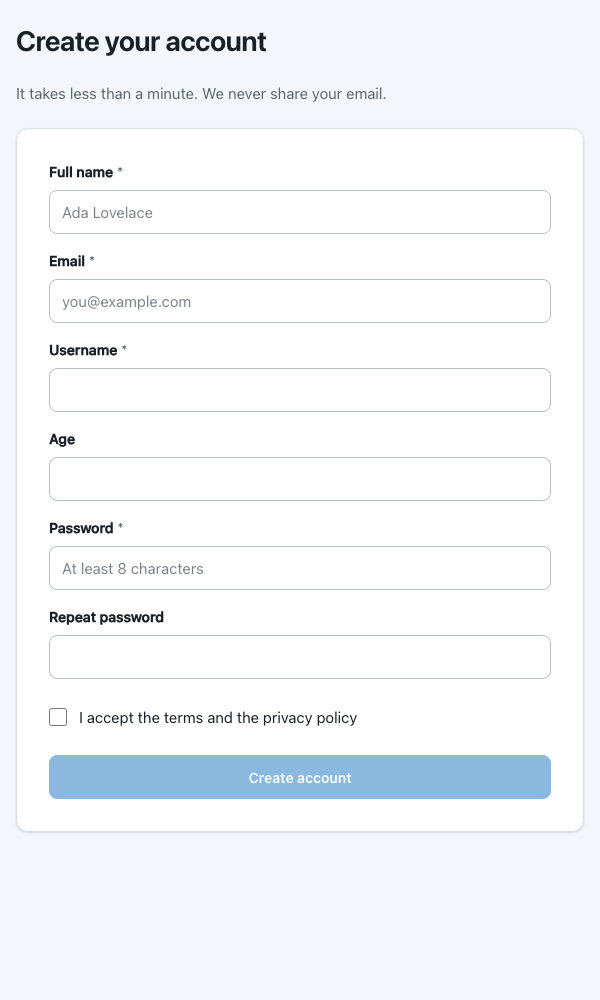 Create your account
It takes less than a minute. We never share your email.
Full name *
Ada Lovelace
Email *
you@example.com
Username *
Age
Password *
At least 8 characters
Repeat password
I accept the terms and the privacy policy
Create account